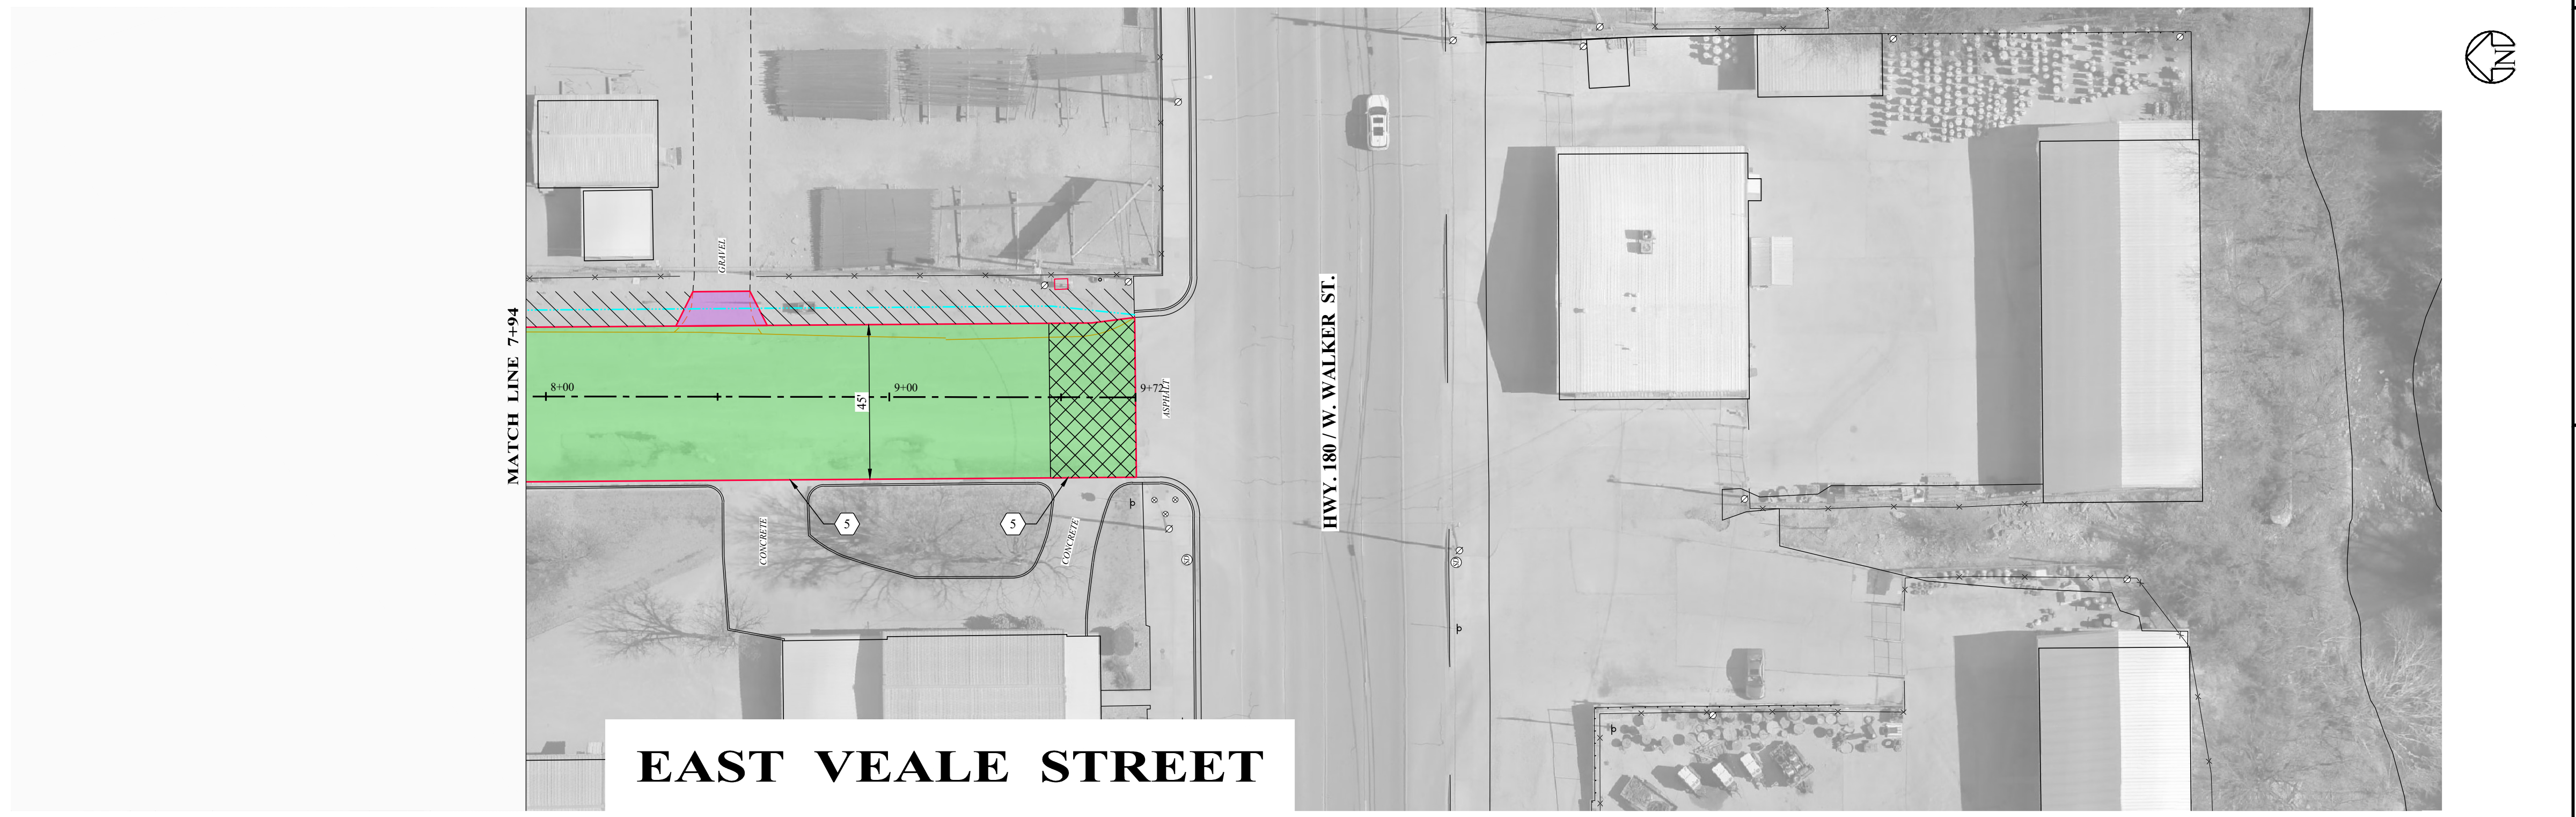 N
GRAVEL
MATCH LINE 7+94
8+00
9+00
9+72
45'
ASPHALT
HWY. 180 / W. WALKER ST.
5
5
CONCRETE
CONCRETE
EAST VEALE STREET